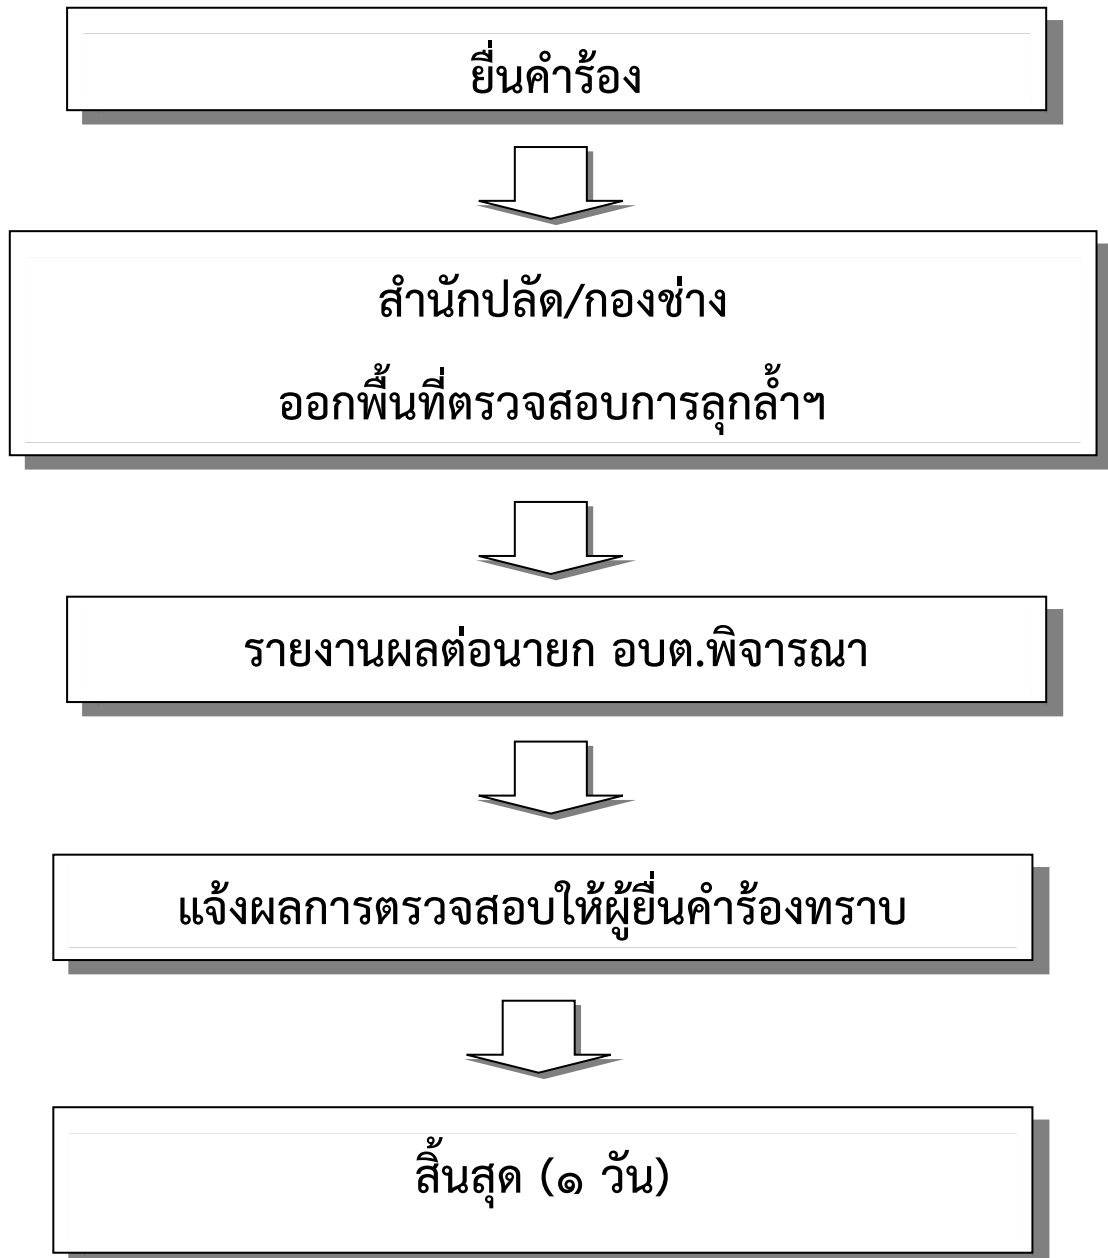 ยื่นคำร้อง
สำนักปลัด/กองช่าง
ออกพื้นที่ตรวจสอบการลุกล้ำฯ
รายงานผลต่อนายก อบต.พิจารณา
แจ้งผลการตรวจสอบให้ผู้ยื่นคำร้องทราบ
สิ้นสุด (๑ วัน)